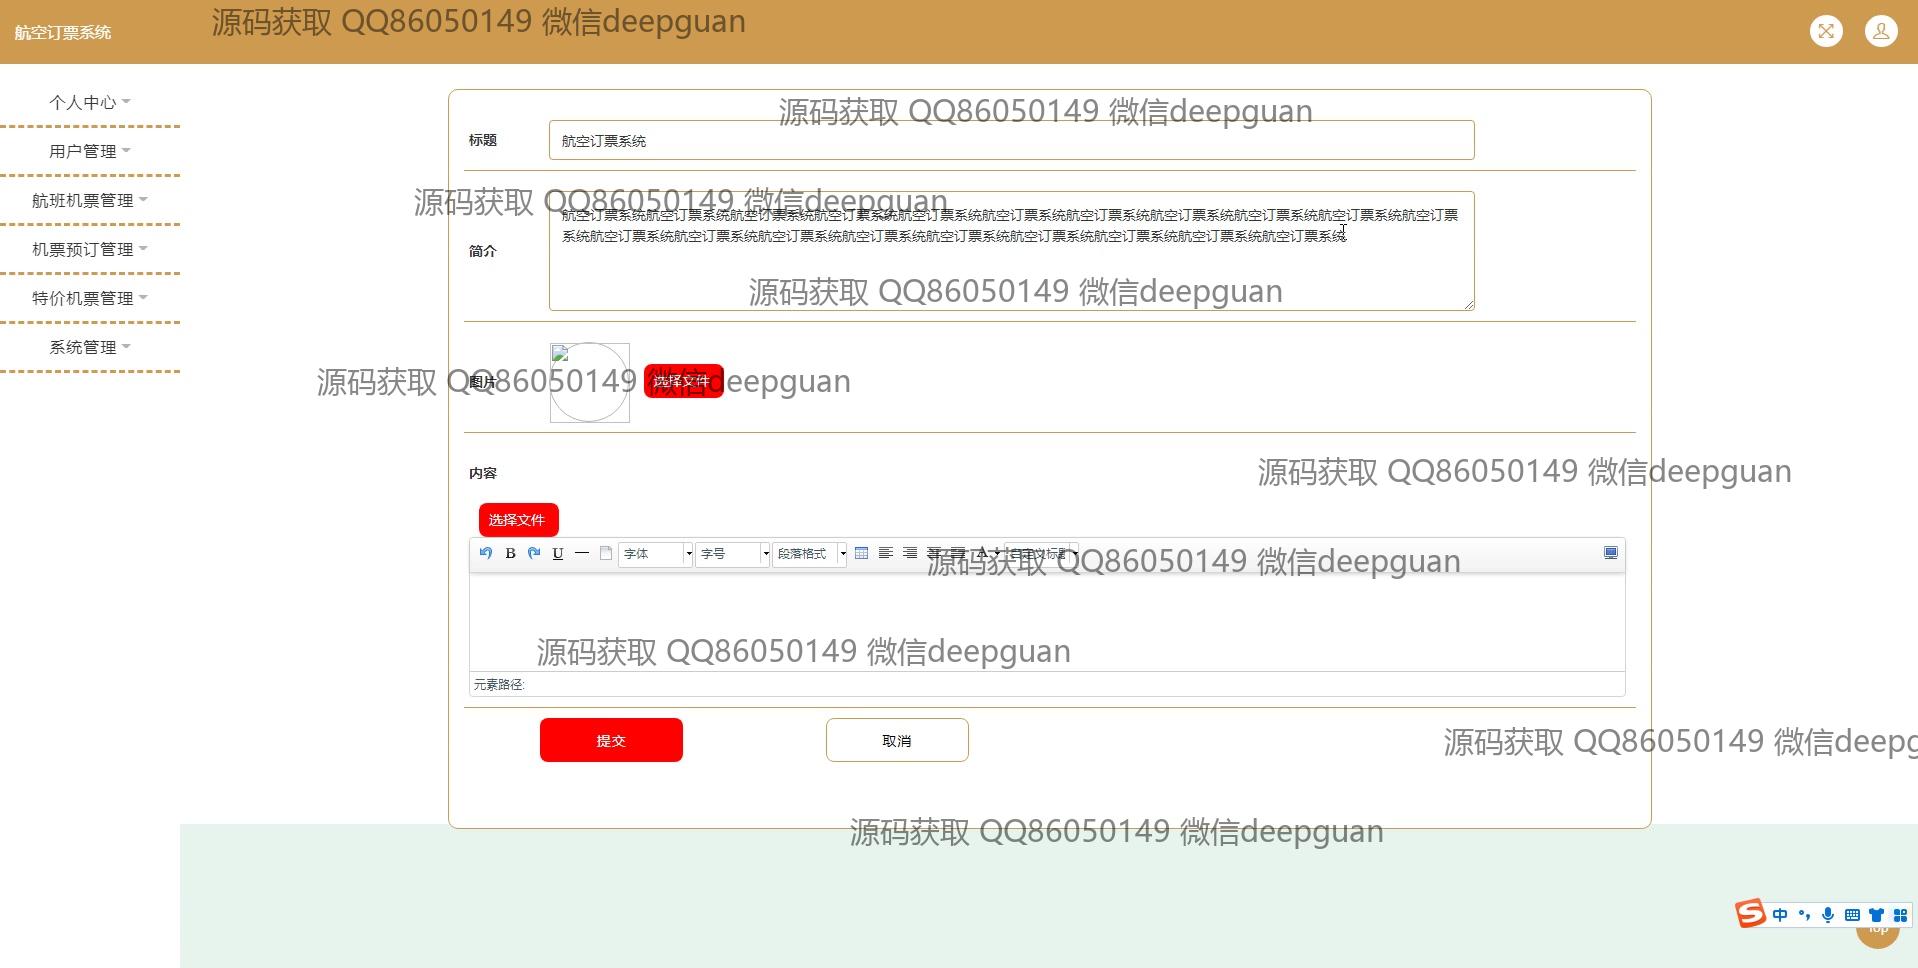 源码获取 QQ86050149 微信deepguan
航空订票系统
个人中心
用户管理
航班机票管理
机票预订管理
特价机票管理
系统管理
源码获取 QQ86050149 微信deepguan
标题
航空订票系统
源码获取 QQ86050149 微信deepguan
简介
航空订票系统航空订票系统航空订票系统航空订票系统航空订票系统航空订票系统航空订票系统航空订票系统航空订票系统航空订票系统航空订票
系统航空订票系统航空订票系统航空订票系统航空订票系统航空订票系统航空订票系统航空订票系统航空订票系统航空订票系统
源码获取 QQ86050149 微信deepguan
图片
选择文件
源码获取 QQ86050149 微信deepguan
内容
源码获取 QQ86050149 微信deepguan
选择文件
B U 字体 字号 段落格式 A 自定义标题
源码获取 QQ86050149 微信deepguan
源码获取 QQ86050149 微信deepguan
元素路径:
提交
取消
源码获取 QQ86050149 微信deepg
源码获取 QQ86050149 微信deepguan
S 中
Top